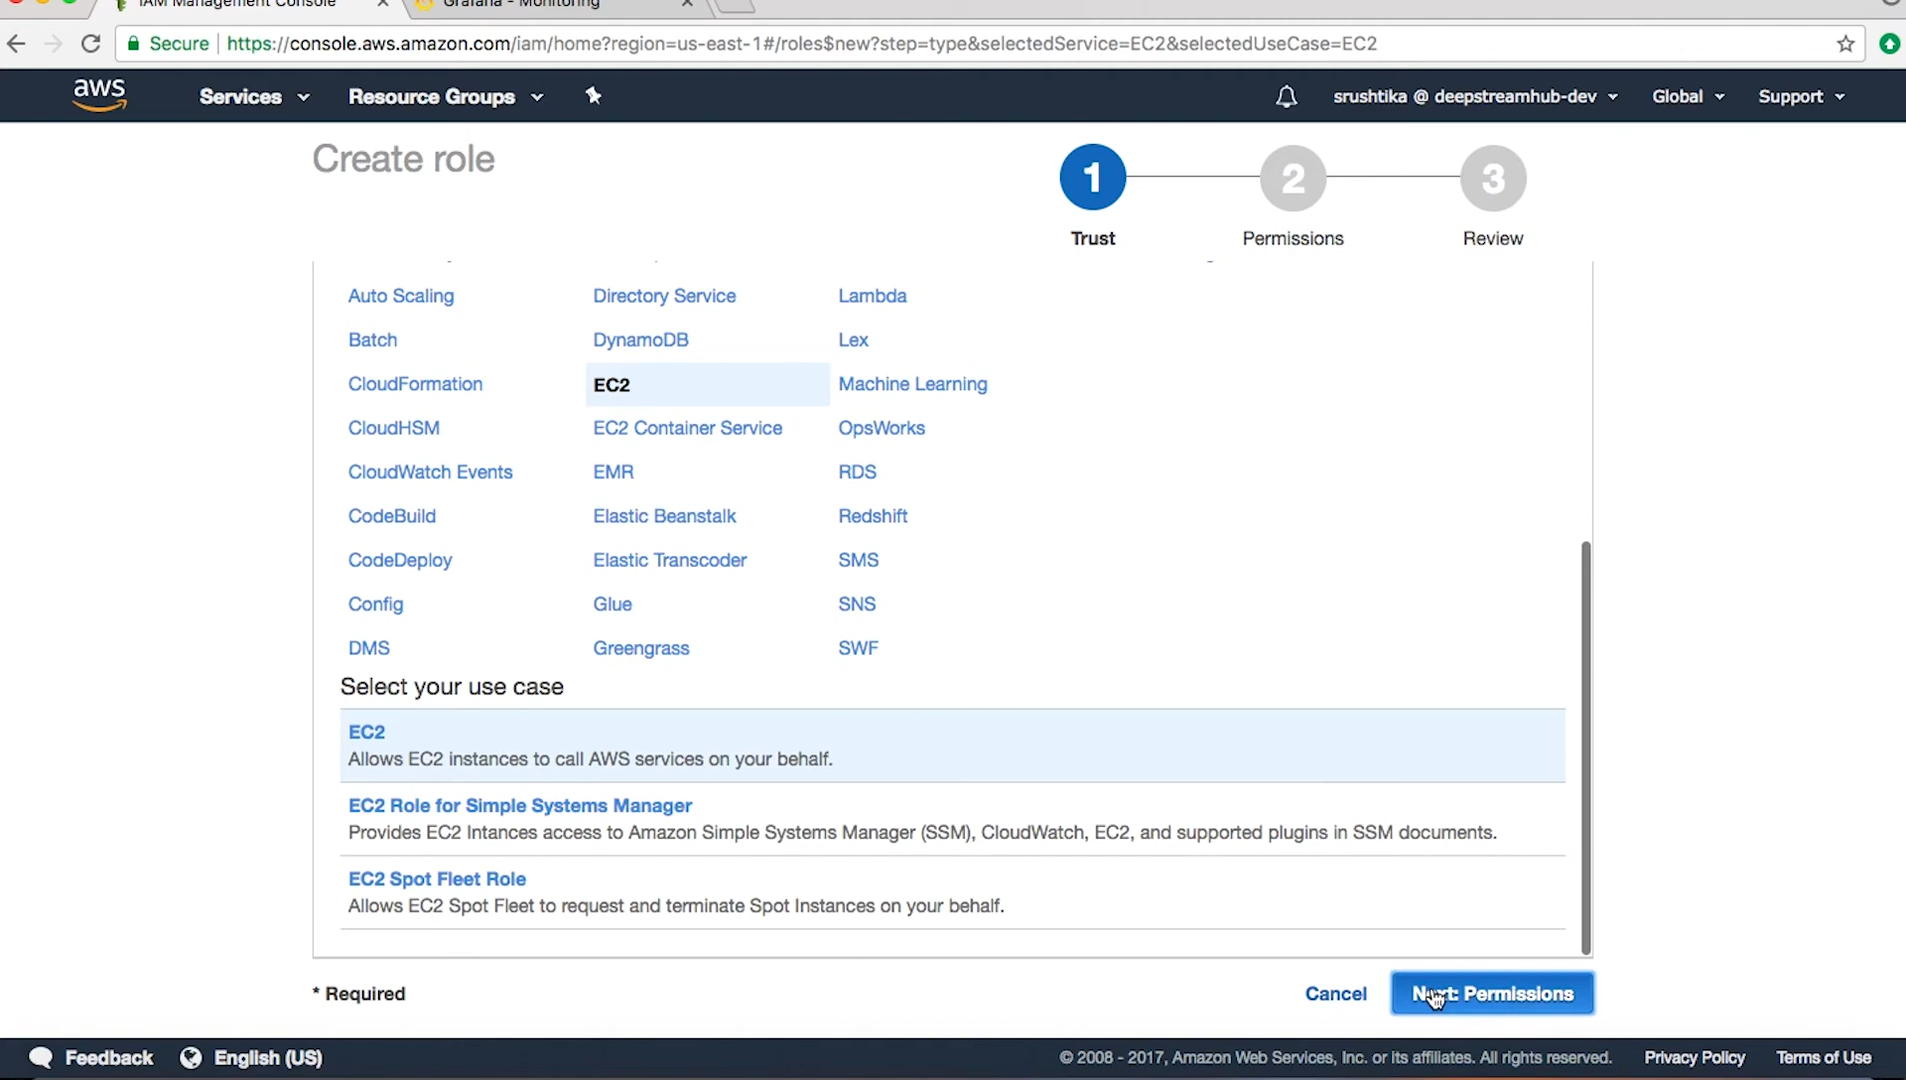 IAM Management Console
Grafana - Monitoring
Secure
https://console.aws.amazon.com/iam/home?region=us-east-1#/roles$new?step=type&selectedService=EC2&selectedUseCase=EC2
aws
Services
Resource Groups
srushtika @ deepstreamhub-dev
Global
Support
Create role
1
2
3
Trust
Permissions
Review
Auto Scaling
Directory Service
Lambda
Batch
DynamoDB
Lex
CloudFormation
EC2
Machine Learning
CloudHSM
EC2 Container Service
OpsWorks
CloudWatch Events
EMR
RDS
CodeBuild
Elastic Beanstalk
Redshift
CodeDeploy
Elastic Transcoder
SMS
Config
Glue
SNS
DMS
Greengrass
SWF
Select your use case
EC2
Allows EC2 instances to call AWS services on your behalf.
EC2 Role for Simple Systems Manager
Provides EC2 Intances access to Amazon Simple Systems Manager (SSM), CloudWatch, EC2, and supported plugins in SSM documents.
EC2 Spot Fleet Role
Allows EC2 Spot Fleet to request and terminate Spot Instances on your behalf.
* Required
Cancel
Next: Permissions
Feedback
English (US)
© 2008 - 2017, Amazon Web Services, Inc. or its affiliates. All rights reserved.
Privacy Policy
Terms of Use